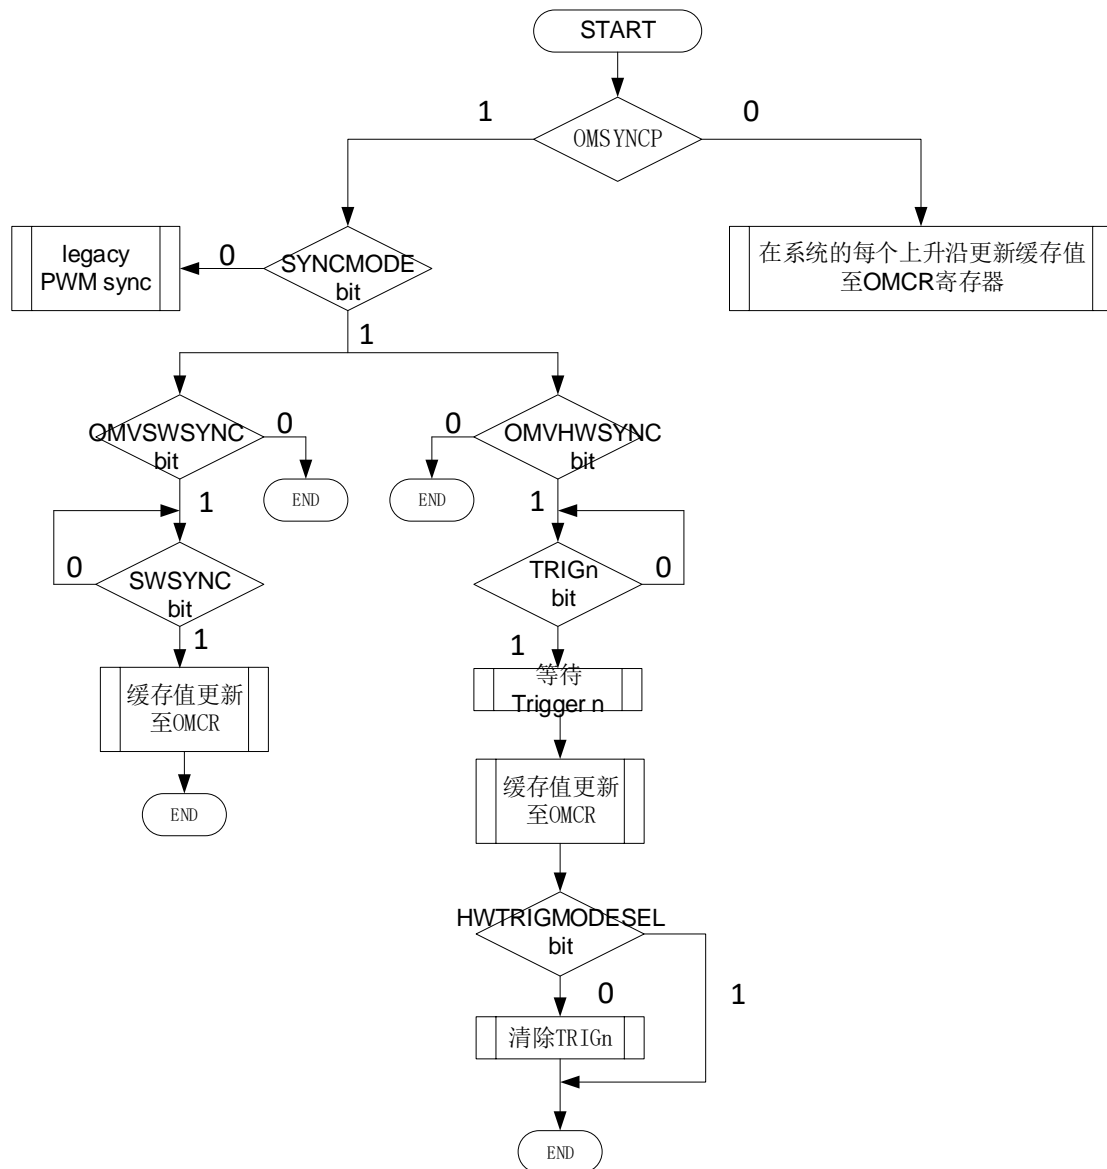 START
1
0
OMSYNCP
legacy
PWM sync
0
SYNCMODE
bit
在系统的每个上升沿更新缓存值
至OMCR寄存器
1
OMVSWSYNC
bit
0
0
OMVHWSYNC
bit
END
END
1
1
0
SWSYNC
bit
TRIGn
bit
0
1
1
缓存值更新
至OMCR
等待
Trigger n
END
缓存值更新
至OMCR
HWTRIGMODESEL
bit
0
1
清除TRIGn
END